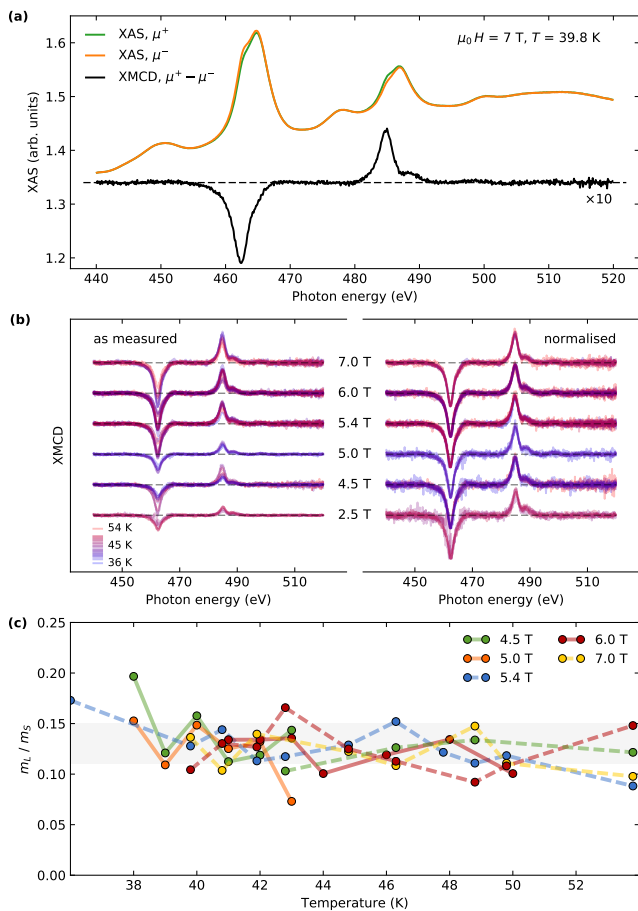 (a)
XAS, μ+
XAS, μ−
XMCD, μ+ − μ−
μ0 H = 7 T, T = 39.8 K
1.6
1.5
1.4
1.3
1.2
XAS (arb. units)
×10
440 450 460 470 480 490 500 510 520
Photon energy (eV)
(b)
as measured
normalised
7.0 T
6.0 T
5.4 T
5.0 T
4.5 T
2.5 T
XMCD
54 K
45 K
36 K
450 470 490 510
450 470 490 510
Photon energy (eV)
Photon energy (eV)
(c)
0.25
0.20
0.15
0.10
0.05
0.00
mL / mS
4.5 T
5.0 T
5.4 T
6.0 T
7.0 T
38 40 42 44 46 48 50 52
Temperature (K)